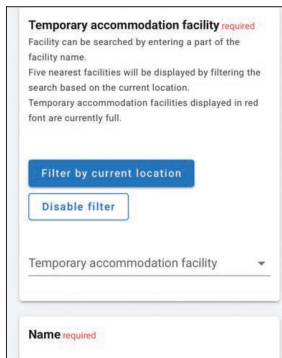 Temporary accommodation facility required
Facility can be searched by entering a part of the
facility name.
Five nearest facilities will be displayed by filtering the
search based on the current location.
Temporary accommodation facilities displayed in red
font are currently full.
Filter by current location
Disable filter
Temporary accommodation facility
Name required